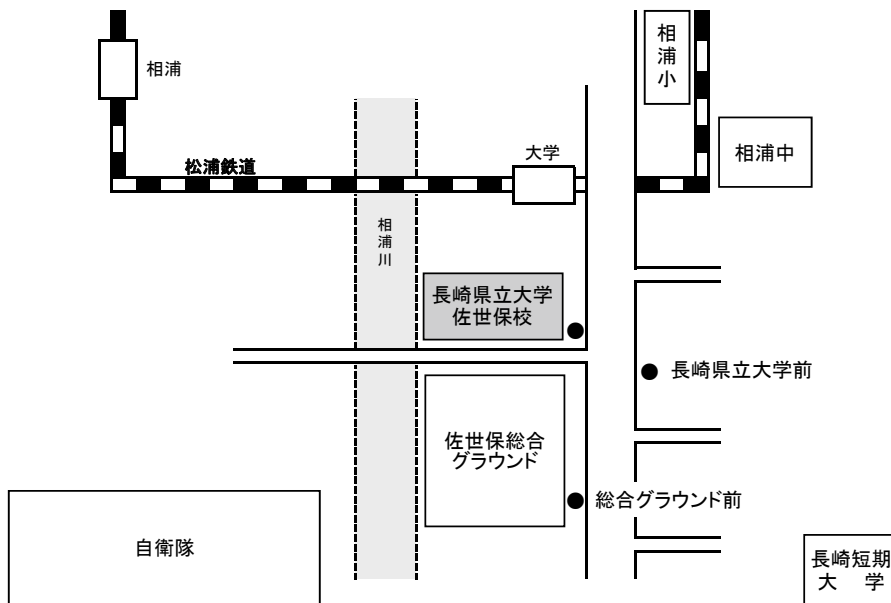 相浦小
相浦
相浦中
大学
松浦鉄道
相浦川
長崎県立大学
佐世保校
長崎県立大学前
佐世保総合
グラウンド
総合グラウンド前
自衛隊
長崎短期
大 学